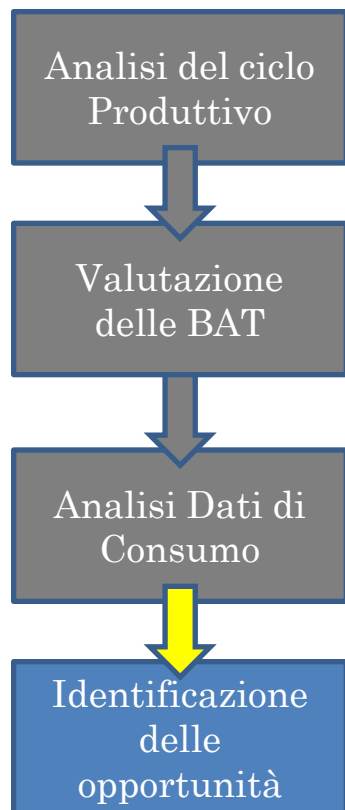 Analisi del ciclo
Produttivo
Valutazione
delle BAT
Analisi Dati di
Consumo
Identificazione
delle
opportunità